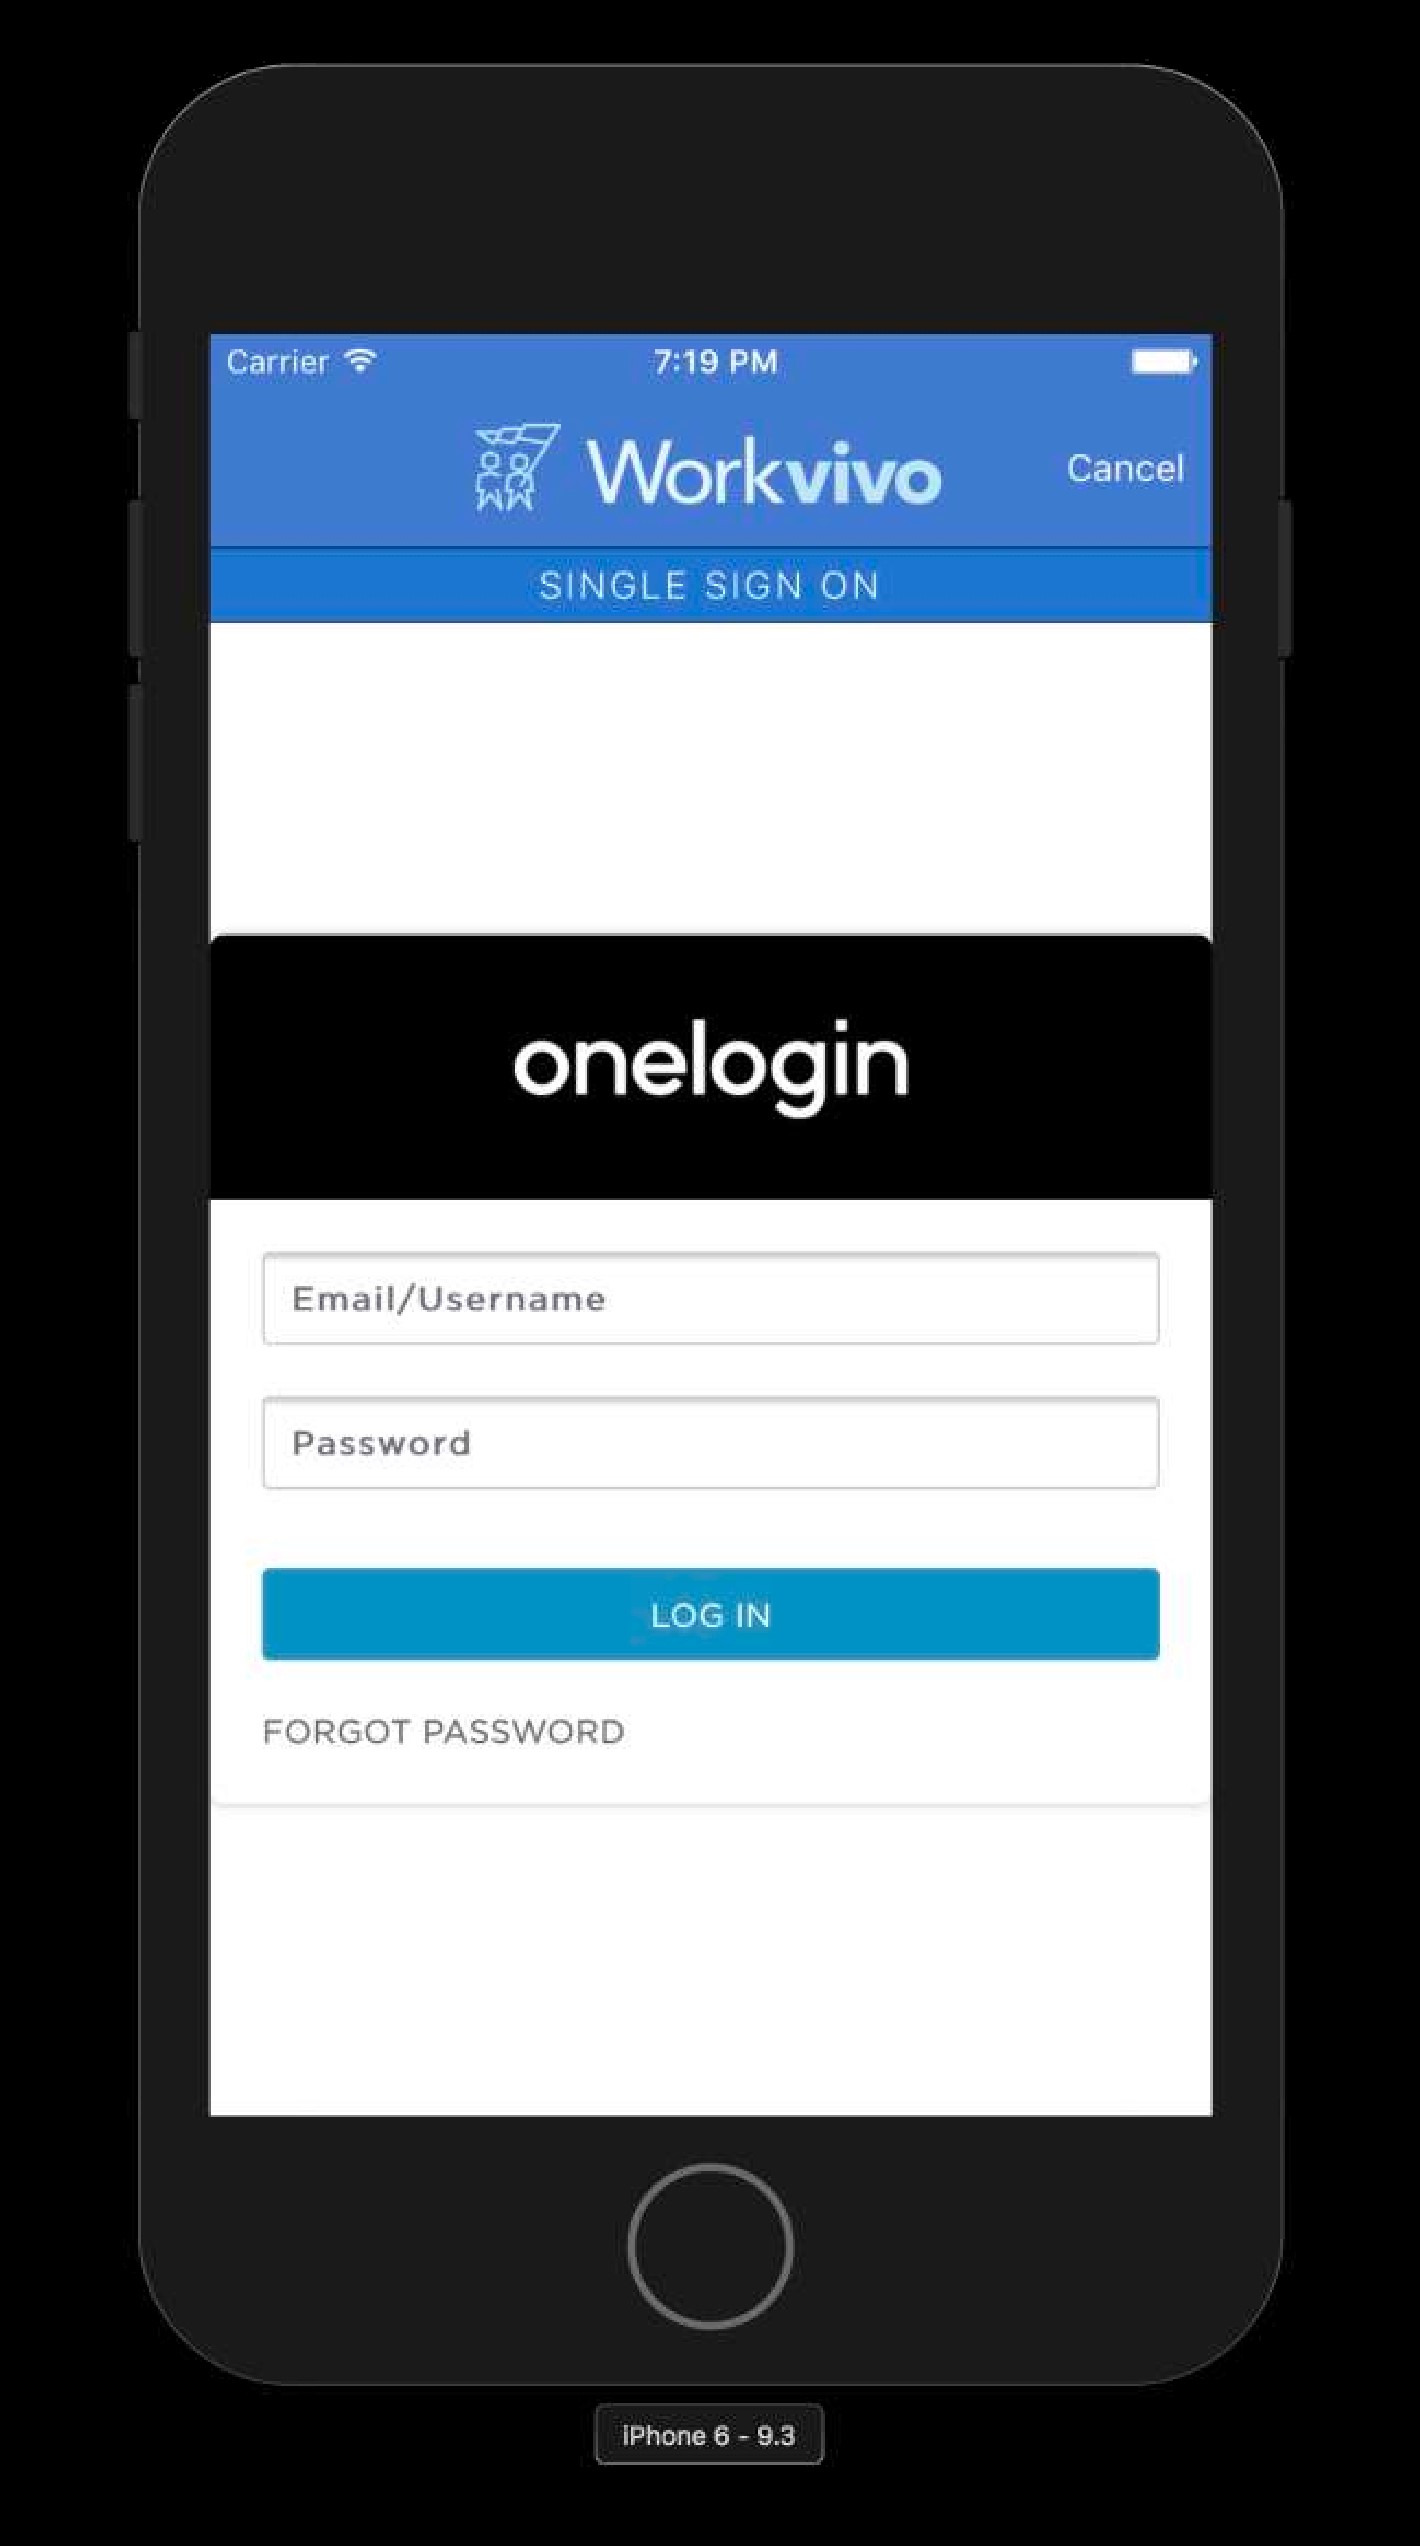 Carrier 7:19 PM
Workvivo Cancel
SINGLE SIGN ON
onelogin
Email/Username
Password
LOG IN
FORGOT PASSWORD
iPhone 6 - 9.3